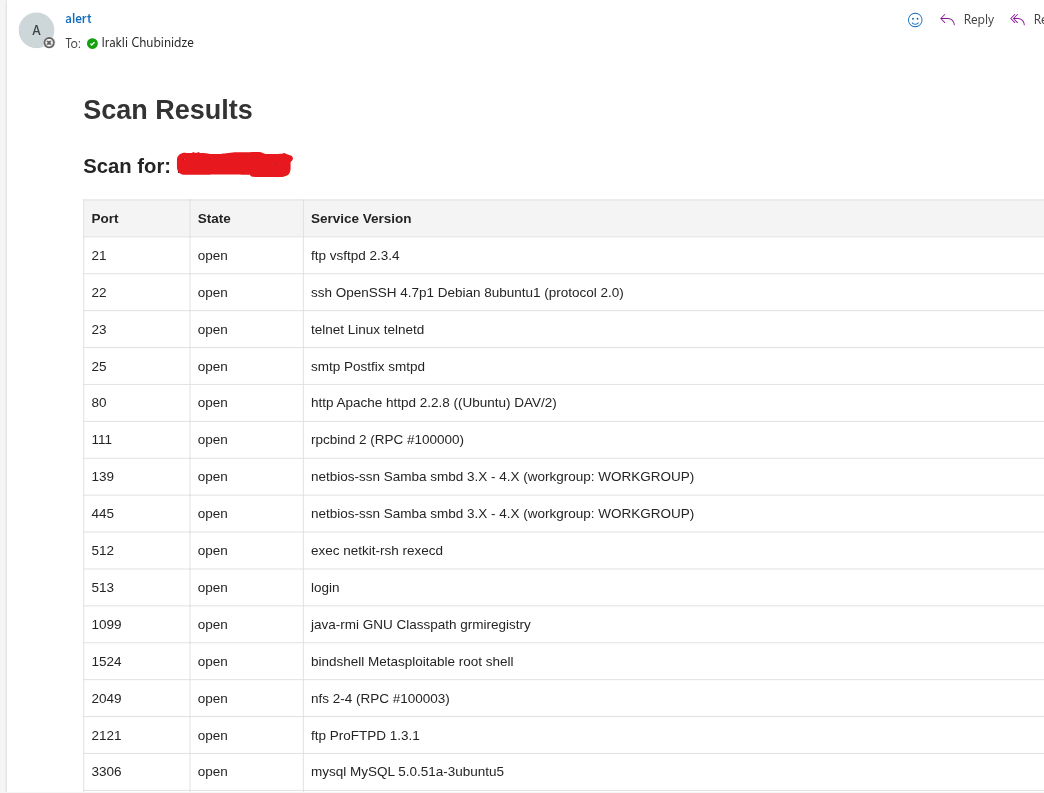 alert
A
To: Irakli Chubinidze
Reply
Scan Results
Scan for:
Port State Service Version
21 open ftp vsftpd 2.3.4
22 open ssh OpenSSH 4.7p1 Debian 8ubuntu1 (protocol 2.0)
23 open telnet Linux telnetd
25 open smtp Postfix smtpd
80 open http Apache httpd 2.2.8 ((Ubuntu) DAV/2)
111 open rpcbind 2 (RPC #100000)
139 open netbios-ssn Samba smbd 3.X - 4.X (workgroup: WORKGROUP)
445 open netbios-ssn Samba smbd 3.X - 4.X (workgroup: WORKGROUP)
512 open exec netkit-rsh rexecd
513 open login
1099 open java-rmi GNU Classpath grmiregistry
1524 open bindshell Metasploitable root shell
2049 open nfs 2-4 (RPC #100003)
2121 open ftp ProFTPD 1.3.1
3306 open mysql MySQL 5.0.51a-3ubuntu5